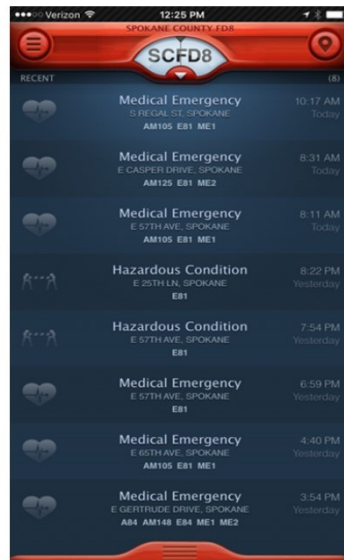 Verizon 12:25 PM
SPOKANE COUNTY FD8
SCFD8
RECENT (8)
Medical Emergency 10:17 AM
S REGAL ST, SPOKANE Today
AM105 E81 ME1
Medical Emergency 8:31 AM
E CASPER DRIVE, SPOKANE Today
AM125 E81 ME2
Medical Emergency 8:11 AM
E 57TH AVE, SPOKANE Today
AM105 E81 ME1
Hazardous Condition 8:22 PM
E 25TH LN, SPOKANE Yesterday
E81
Hazardous Condition 7:54 PM
E 57TH AVE, SPOKANE Yesterday
E81
Medical Emergency 6:59 PM
E 57TH AVE, SPOKANE Yesterday
E81
Medical Emergency 4:40 PM
E 65TH AVE, SPOKANE Yesterday
AM105 E81 ME1
Medical Emergency 3:54 PM
E GERTRUDE DRIVE, SPOKANE Yesterday
A84 AM148 E84 ME1 ME2